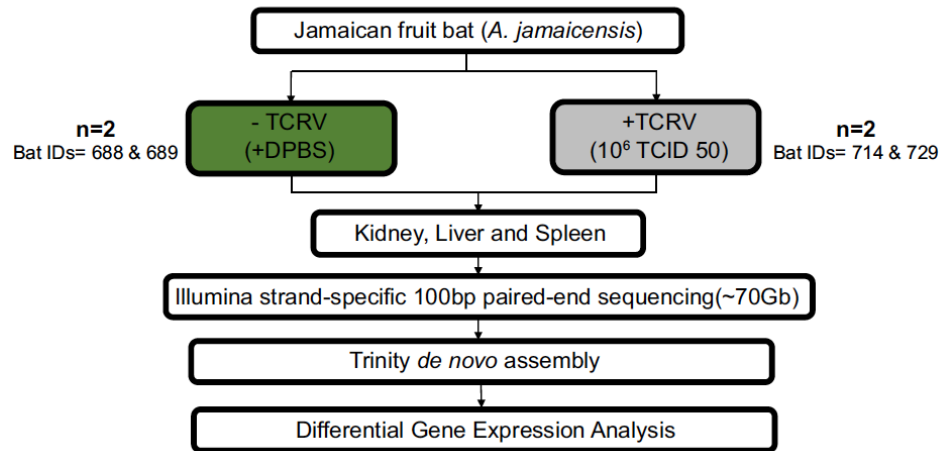 Jamaican fruit bat (A. jamaicensis)
n=2
Bat IDs= 688 & 689
- TCRV
(+DPBS)
+TCRV
(10⁶ TCID 50)
n=2
Bat IDs= 714 & 729
Kidney, Liver and Spleen
Illumina strand-specific 100bp paired-end sequencing(~70Gb)
Trinity de novo assembly
Differential Gene Expression Analysis